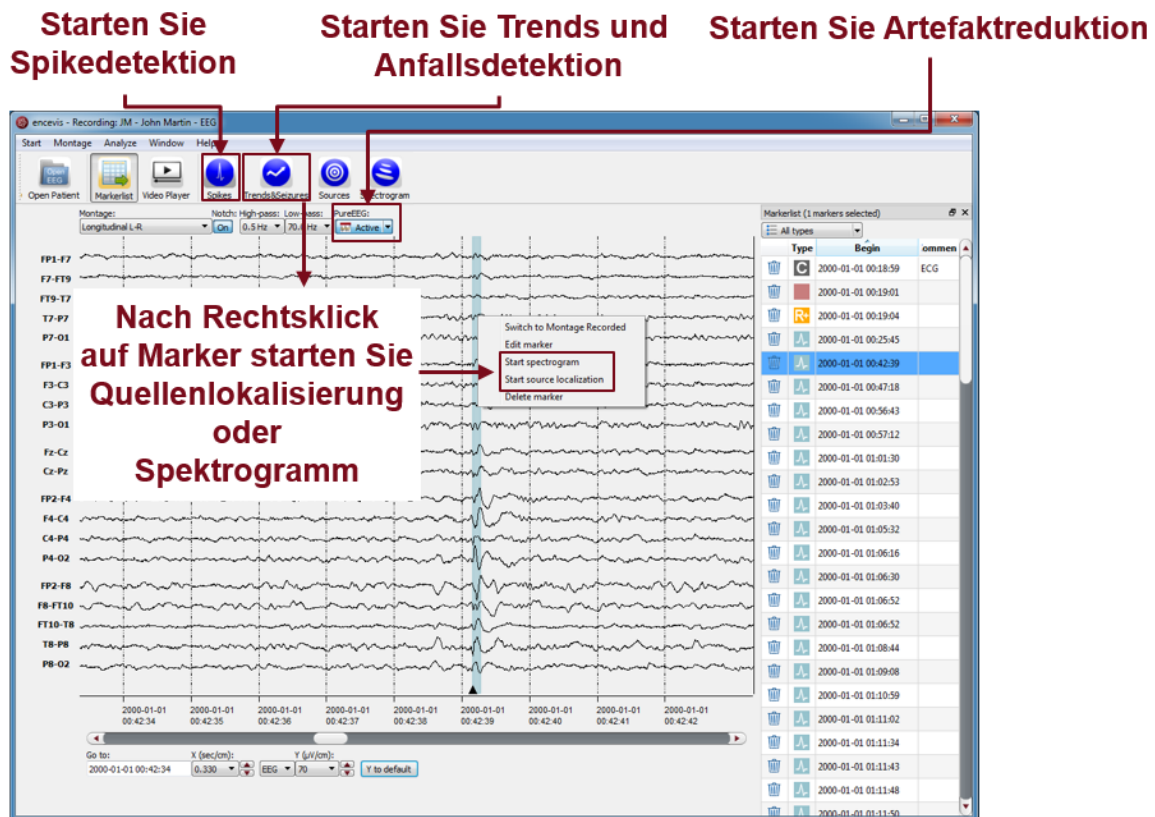 Starten Sie
Spikedetektion
Starten Sie Trends und
Anfallsdetektion
Starten Sie Artefaktreduktion
encevis - Recording: JM - John Martin - EEG
Start Montage Analyze Window Help
Open Patient Markerlist Video Player Spikes Trends&Seizures Sources Spectrogram
Montage: Notch: High-pass: Low-pass: PureEEG:
Longitudinal L-R On 0.5 Hz 70.0 Hz Active
Markerlist (1 markers selected)
All types
Type Begin ommen
C 2000-01-01 00:18:59 ECG
2000-01-01 00:19:01
R+ 2000-01-01 00:19:04
2000-01-01 00:25:45
2000-01-01 00:42:39
2000-01-01 00:47:18
2000-01-01 00:56:43
2000-01-01 00:57:12
2000-01-01 01:01:30
2000-01-01 01:02:53
2000-01-01 01:03:40
2000-01-01 01:05:32
2000-01-01 01:06:16
2000-01-01 01:06:30
2000-01-01 01:06:52
2000-01-01 01:06:52
2000-01-01 01:08:44
2000-01-01 01:09:08
2000-01-01 01:10:59
2000-01-01 01:11:02
2000-01-01 01:11:34
2000-01-01 01:11:43
2000-01-01 01:11:48
2000-01-01 01:11:50
FP1-F7
F7-FT9
FT9-T7
T7-P7
P7-O1
FP1-F3
F3-C3
C3-P3
P3-O1
Fz-Cz
Cz-Pz
FP2-F4
F4-C4
C4-P4
P4-O2
FP2-F8
F8-FT10
FT10-T8
T8-P8
P8-O2
Nach Rechtsklick
auf Marker starten Sie
Quellenlokalisierung
oder
Spektrogramm
Switch to Montage Recorded
Edit marker
Start spectrogram
Start source localization
Delete marker
2000-01-01 2000-01-01 2000-01-01 2000-01-01 2000-01-01 2000-01-01 2000-01-01 2000-01-01 2000-01-01
00:42:34 00:42:35 00:42:36 00:42:37 00:42:38 00:42:39 00:42:40 00:42:41 00:42:42
Go to: X (sec/cm): Y (µV/cm):
2000-01-01 00:42:34 0.330 EEG 70 Y to default